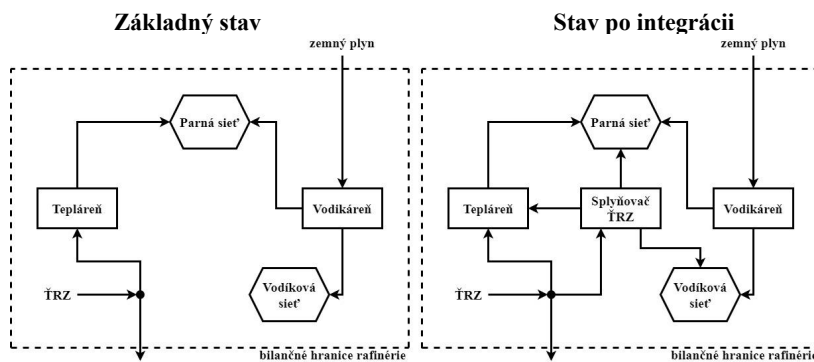 Základný stav
Stav po integrácii
zemný plyn
zemný plyn
Parná sieť
Parná sieť
Tepláreň
Vodikáreň
Tepláreň
Splyňovač
ŤRZ
Vodikáreň
Vodíková
sieť
Vodíková
sieť
ŤRZ
ŤRZ
bilančné hranice rafinérie
bilančné hranice rafinérie